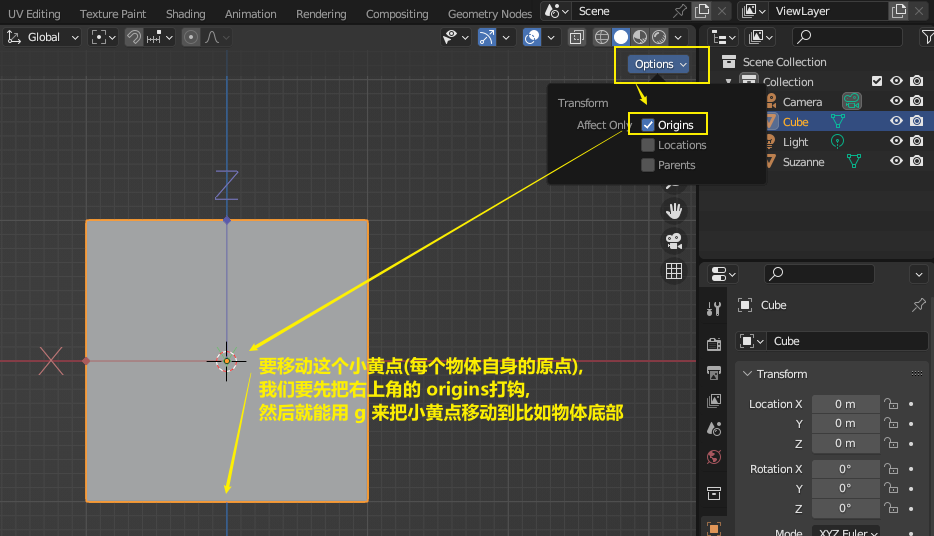 UV Editing Texture Paint Shading Animation Rendering Compositing Geometry Nodes Scene ViewLayer
Global
Options
Transform
Affect Only Origins
Locations
Parents
Scene Collection
Collection
Camera
Cube
Light
Suzanne
Z
X
要移动这个小黄点(每个物体自身的原点),
我们要先把右上角的 origins打钩,
然后就能用 g 来把小黄点移动到比如物体底部
Cube
Cube
Transform
Location X 0 m
Y 0 m
Z 0 m
Rotation X 0°
Y 0°
Z 0°
Mode XYZ Euler